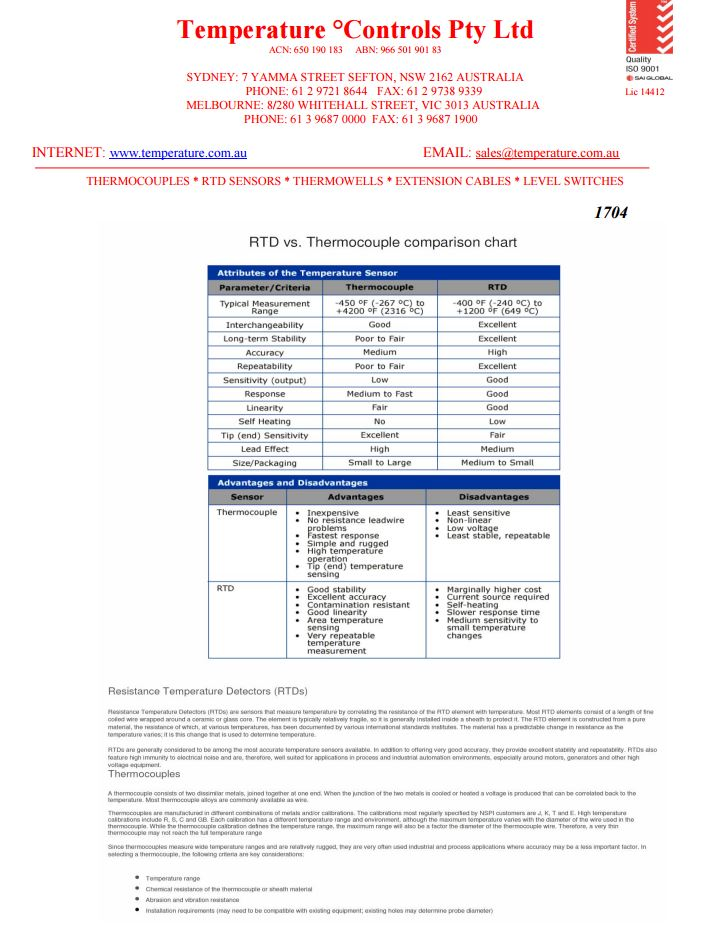 Temperature °Controls Pty Ltd
ACN: 650 190 183 ABN: 966 501 901 83
Certified System
Quality
ISO 9001
SAI GLOBAL
Lic 14412
SYDNEY: 7 YAMMA STREET SEFTON, NSW 2162 AUSTRALIA
PHONE: 61 2 9721 8644 FAX: 61 2 9738 9339
MELBOURNE: 8/280 WHITEHALL STREET, VIC 3013 AUSTRALIA
PHONE: 61 3 9687 0000 FAX: 61 3 9687 1900
INTERNET: www.temperature.com.au EMAIL: sales@temperature.com.au
THERMOCOUPLES * RTD SENSORS * THERMOWELLS * EXTENSION CABLES * LEVEL SWITCHES
1704
RTD vs. Thermocouple comparison chart
Attributes of the Temperature Sensor
Parameter/Criteria Thermocouple RTD
Typical Measurement Range -450 ºF (-267 ºC) to +4200 ºF (2316 ºC) -400 ºF (-240 ºC) to +1200 ºF (649 ºC)
Interchangeability Good Excellent
Long-term Stability Poor to Fair Excellent
Accuracy Medium High
Repeatability Poor to Fair Excellent
Sensitivity (output) Low Good
Response Medium to Fast Good
Linearity Fair Good
Self Heating No Low
Tip (end) Sensitivity Excellent Fair
Lead Effect High Medium
Size/Packaging Small to Large Medium to Small
Advantages and Disadvantages
Sensor Advantages Disadvantages
Thermocouple
• Inexpensive
• No resistance leadwire
problems
• Fastest response
• Simple and rugged
• High temperature
operation
• Tip (end) temperature
sensing
• Least sensitive
• Non-linear
• Low voltage
• Least stable, repeatable
RTD
• Good stability
• Excellent accuracy
• Contamination resistant
• Good linearity
• Area temperature
sensing
• Very repeatable
temperature
measurement
• Marginally higher cost
• Current source required
• Self-heating
• Slower response time
• Medium sensitivity to
small temperature
changes
Resistance Temperature Detectors (RTDs)
Resistance Temperature Detectors (RTDs) are sensors that measure temperature by correlating the resistance of the RTD element with temperature. Most RTD elements consist of a length of fine
coiled wire wrapped around a ceramic or glass core. The element is typically relatively fragile, so it is generally installed inside a sheath to protect it. The RTD element is constructed from a pure
material, the resistance of which, at various temperatures, has been documented by various international standards institutes. The material has a predictable change in resistance as the
temperature varies; it is this change that is used to determine temperature.
RTDs are generally considered to be among the most accurate temperature sensors available. In addition to offering very good accuracy, they provide excellent stability and repeatability. RTDs also
feature high immunity to electrical noise and are, therefore, well suited for applications in process and industrial automation environments, especially around motors, generators and other high
voltage equipment.
Thermocouples
A thermocouple consists of two dissimilar metals, joined together at one end. When the junction of the two metals is cooled or heated a voltage is produced that can be correlated back to the
temperature. Most thermocouple alloys are commonly available as wire.
Thermocouples are manufactured in different combinations of metals and/or calibrations. The calibrations most regularly specified by NSPI customers are J, K, T and E. High temperature
calibrations include R, S, C and GB. Each calibration has a different temperature range and environment, although the maximum temperature varies with the diameter of the wire used in the
thermocouple. While the thermocouple calibration defines the temperature range, the maximum range will also be a factor the diameter of the thermocouple wire. Therefore, a very thin
thermocouple may not reach the full temperature range
Since thermocouples measure wide temperature ranges and are relatively rugged, they are very often used industrial and process applications where accuracy may be a less important factor. In
selecting a thermocouple, the following criteria are key considerations:
• Temperature range
• Chemical resistance of the thermocouple or sheath material
• Abrasion and vibration resistance
• Installation requirements (may need to be compatible with existing equipment; existing holes may determine probe diameter)